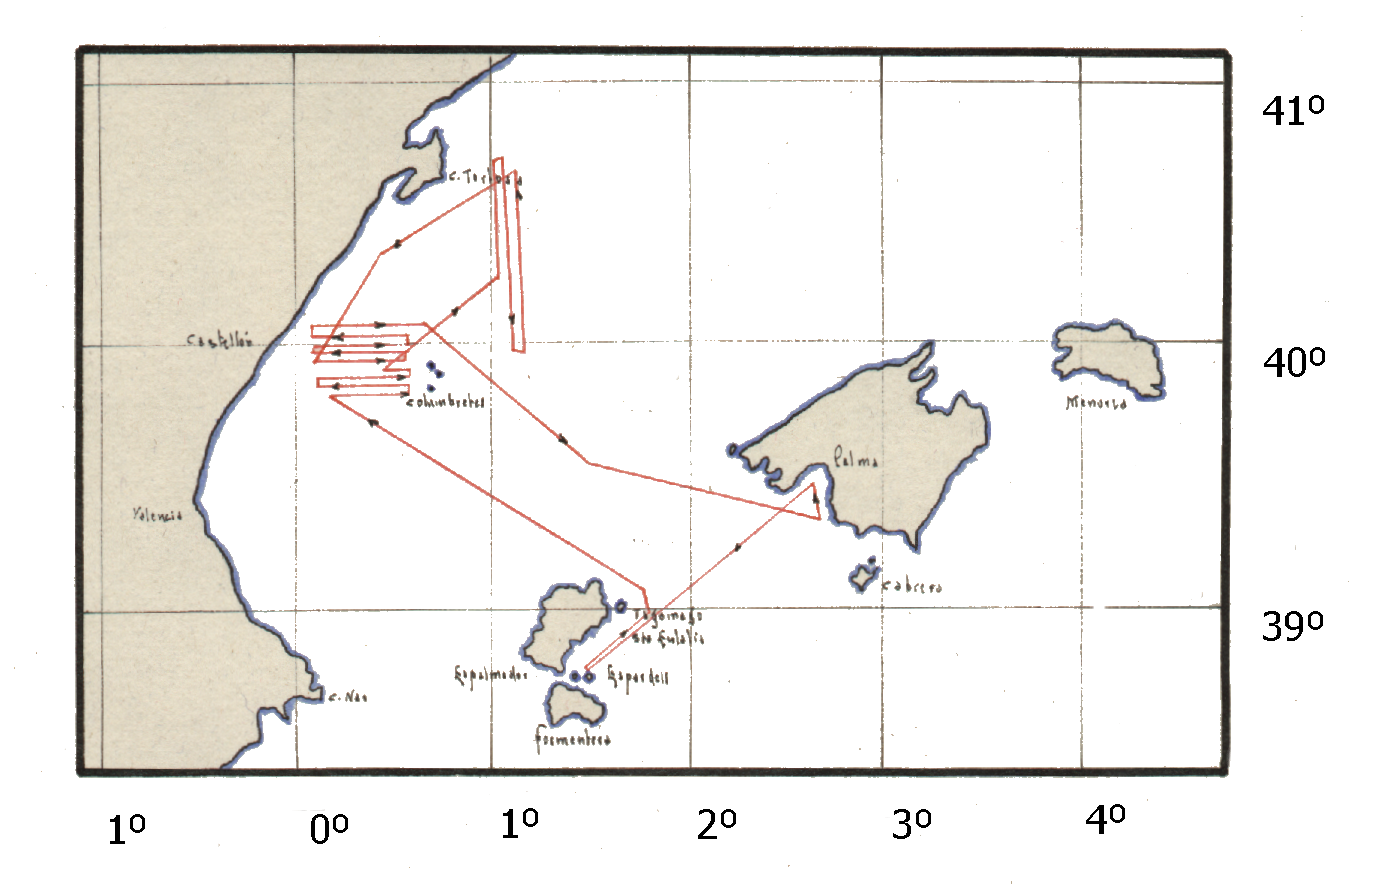 41º
C. Tortosa
Castellón
40º
Columbretes
Menorca
Palma
Valencia
Cabrera
39º
Tagomago
Sta Eulalia
Espalmador
Espardell
C. Nao
Formentera
1º
0º
1º
2º
3º
4º